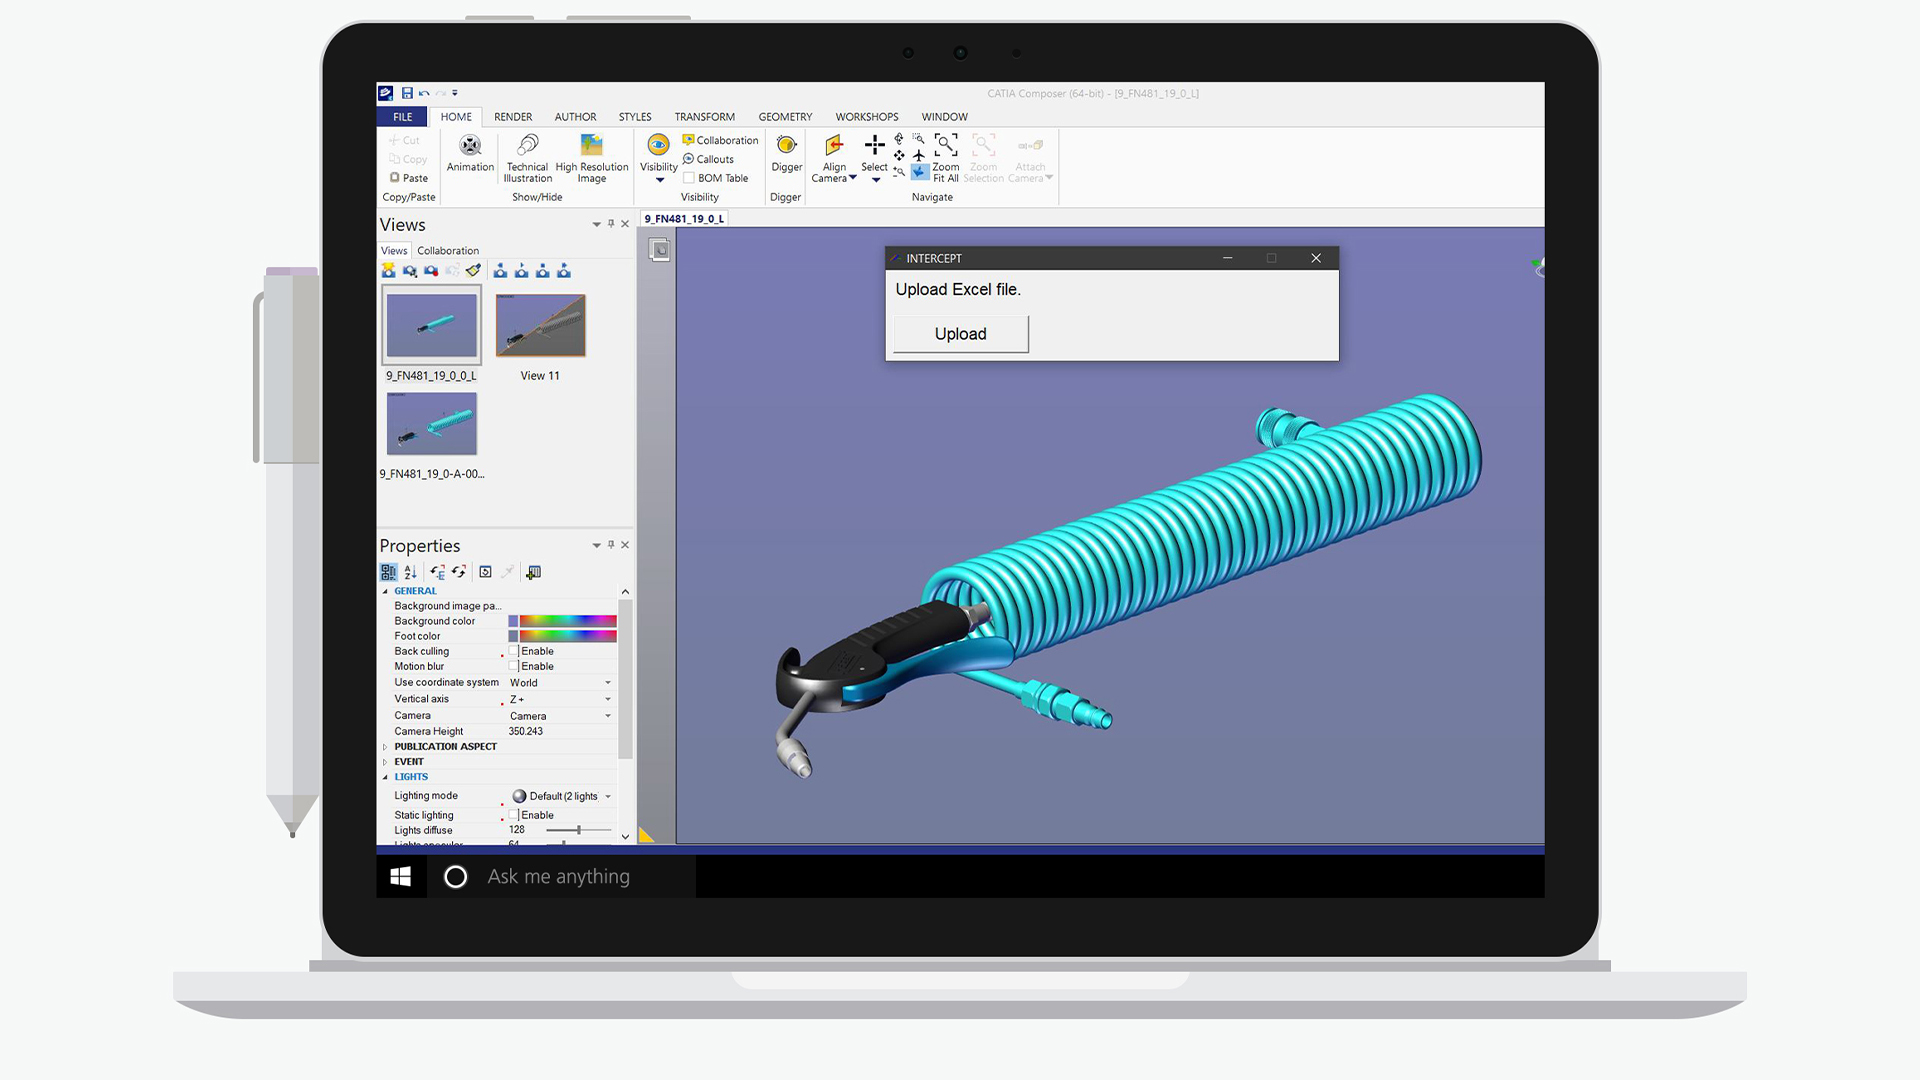 CATIA Composer (64-bit) - [9_FN481_19_0_L]
FILE HOME RENDER AUTHOR STYLES TRANSFORM GEOMETRY WORKSHOPS WINDOW
Cut
Copy
Paste
Copy/Paste
Animation
Technical
Illustration
High Resolution
Image
Show/Hide
Visibility
Collaboration
Callouts
BOM Table
Visibility
Digger
Digger
Align
Camera
Select
Zoom
Fit All
Zoom
Selection
Attach
Camera
Navigate
Views
Views Collaboration
9_FN481_19_0_0_L
View 11
9_FN481_19_0-A-00...
9_FN481_19_0_L
INTERCEPT
Upload Excel file.
Upload
Properties
GENERAL
Background image pa...
Background color
Foot color
Back culling Enable
Motion blur Enable
Use coordinate system World
Vertical axis Z +
Camera Camera
Camera Height 350.243
PUBLICATION ASPECT
EVENT
LIGHTS
Lighting mode Default (2 lights
Static lighting Enable
Lights diffuse 128
Ask me anything